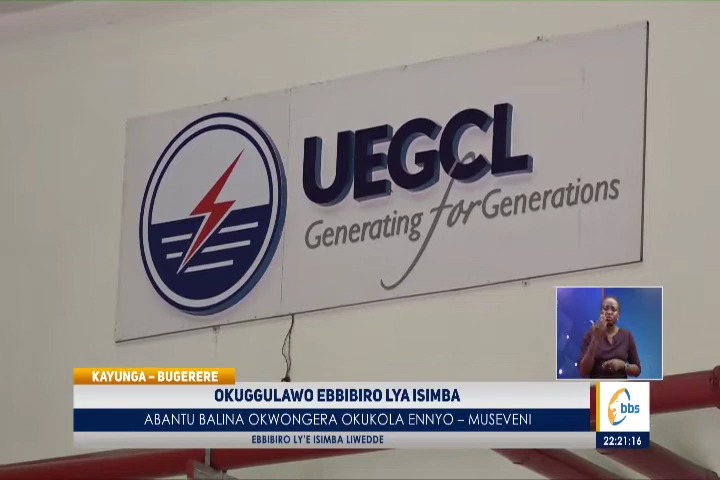 UEGCL
Generating for Generations
KAYUNGA – BUGERERE
OKUGGULAWO EBBIBIRO LYA ISIMBA
ABANTU BALINA OKWONGERA OKUKOLA ENNYO – MUSEVENI
EBBIBIRO LY'E ISIMBA LIWEDDE
bbs
22:21:16